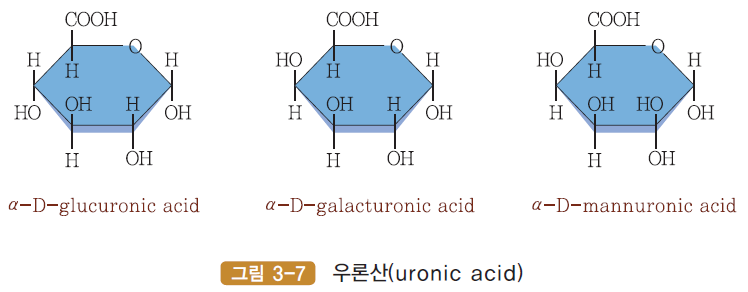 COOH COOH COOH
H O H HO O H HO O H
H H H
OH H OH H OH HO
HO OH H OH H OH
H OH H OH H OH
α-D-glucuronic acid α-D-galacturonic acid α-D-mannuronic acid
그림 3-7 우론산(uronic acid)